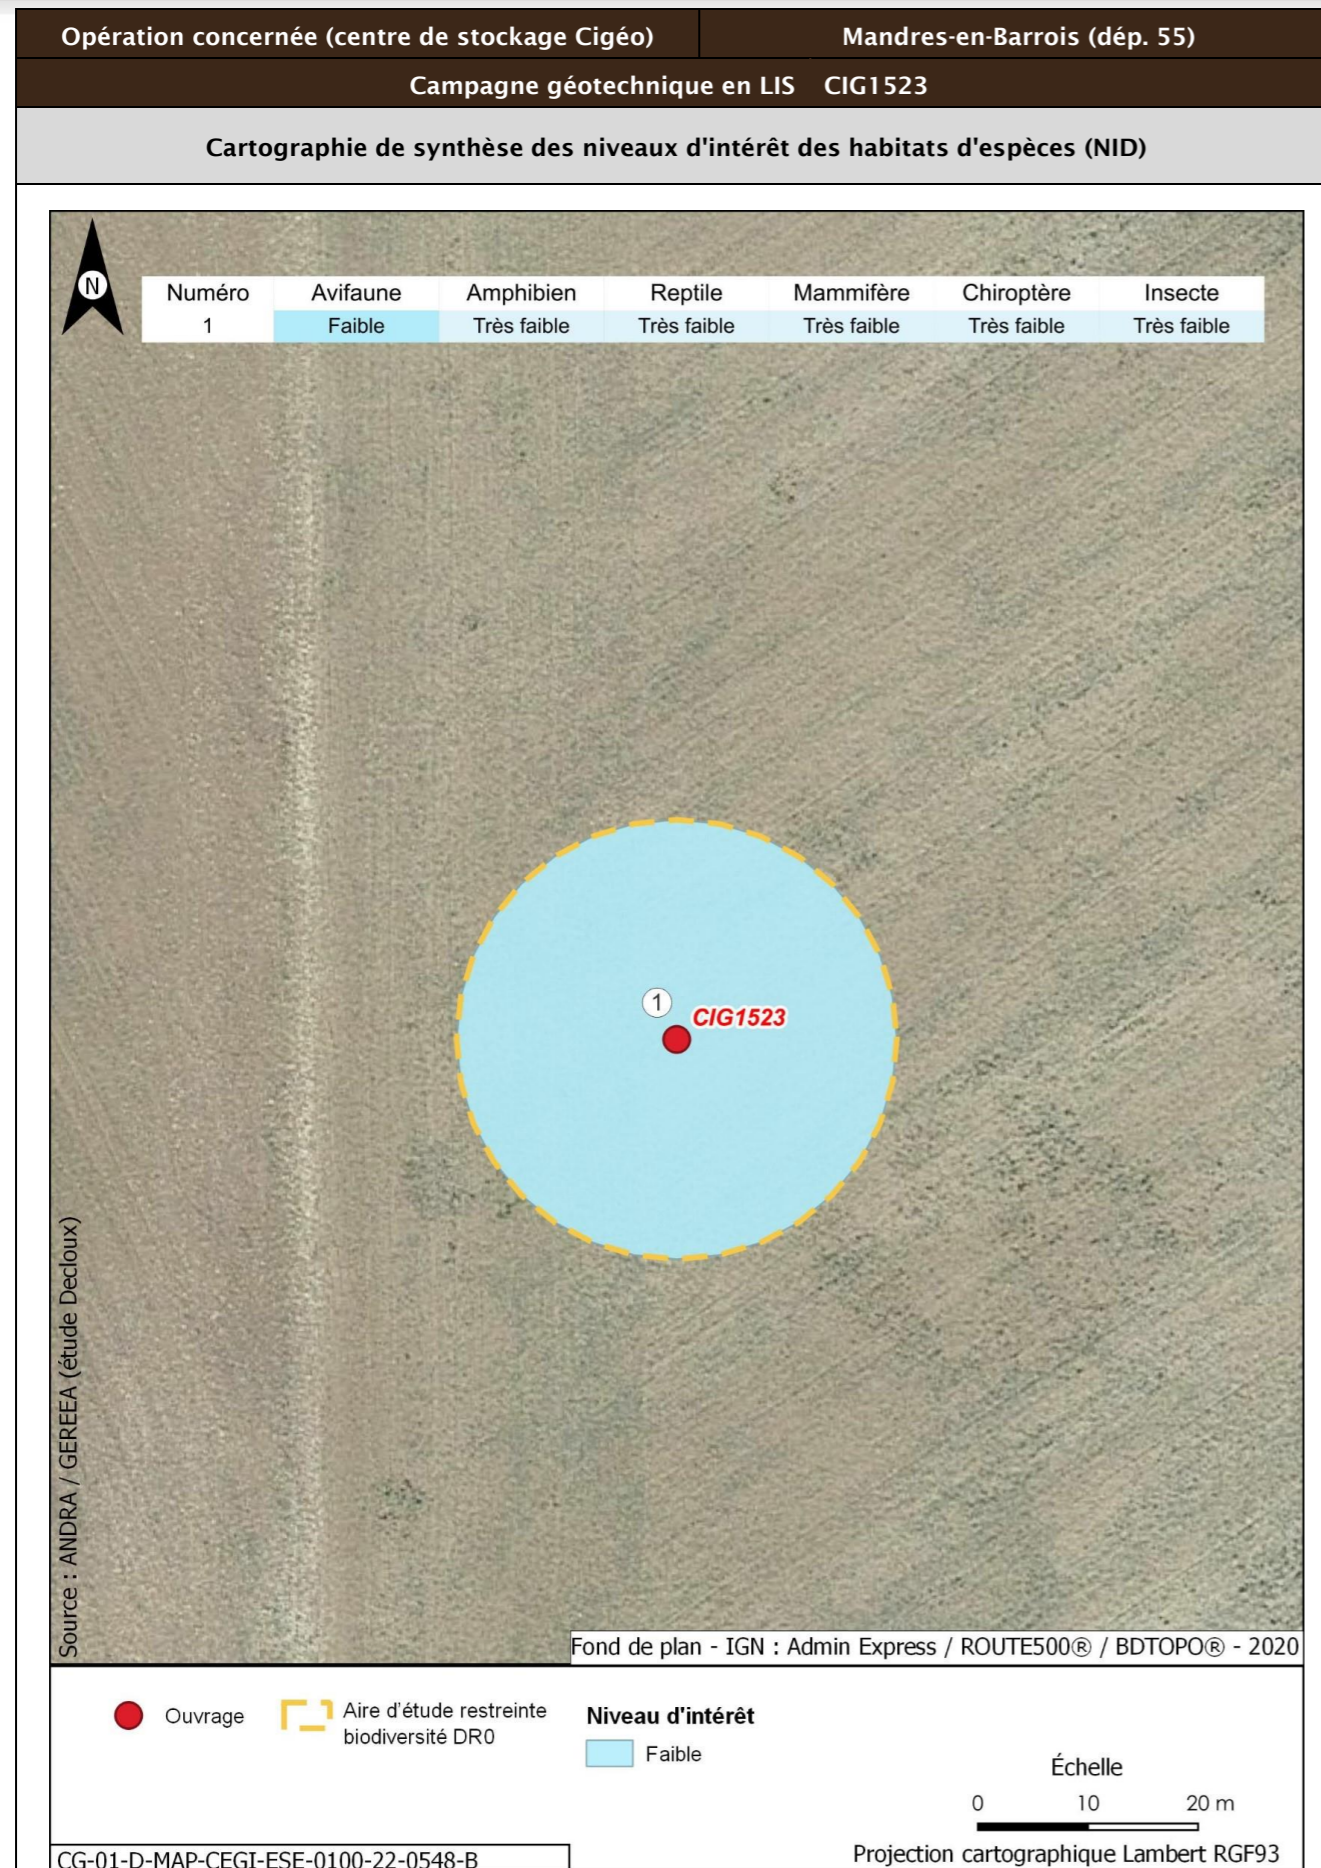 Opération concernée (centre de stockage Cigéo) Mandres-en-Barrois (dép. 55)
Campagne géotechnique en LIS CIG1523
Cartographie de synthèse des niveaux d'intérêt des habitats d'espèces (NID)
N
Numéro Avifaune Amphibien Reptile Mammifère Chiroptère Insecte
1 Faible Très faible Très faible Très faible Très faible Très faible
1
CIG1523
Source : ANDRA / GEREEA (étude Decloux)
Fond de plan - IGN : Admin Express / ROUTE500® / BDTOPO® - 2020
Ouvrage
Aire d'étude restreinte
biodiversité DR0
Niveau d'intérêt
Faible
Échelle
0 10 20 m
Projection cartographique Lambert RGF93
CG-01-D-MAP-CEGI-ESE-0100-22-0548-B